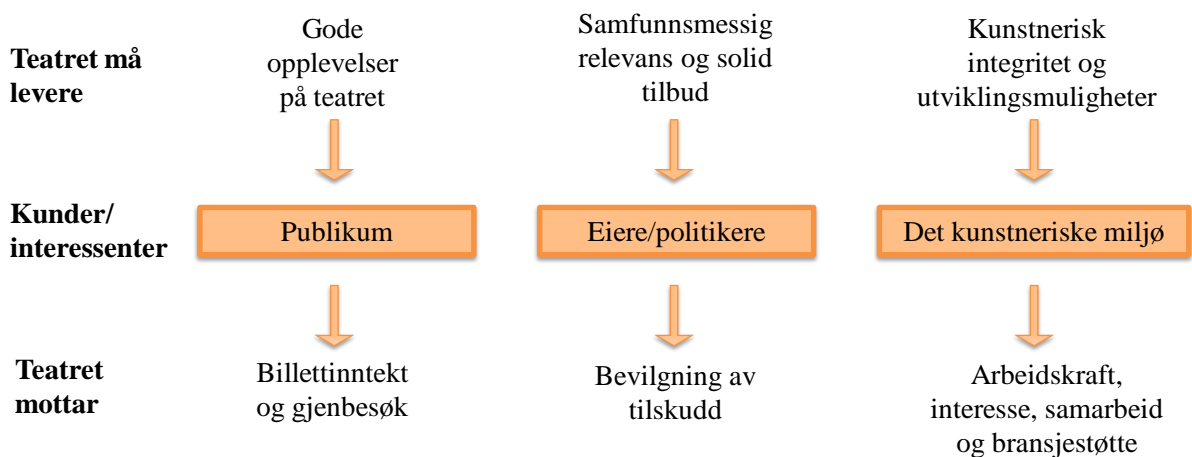 Teatret må
levere
Gode
opplevelser
på teatret
Samfunnsmessig
relevans og solid
tilbud
Kunstnerisk
integritet og
utviklingsmuligheter
Kunder/
interessenter
Publikum
Eiere/politikere
Det kunstneriske miljø
Teatret
mottar
Billettinntekt
og gjenbesøk
Bevilgning av
tilskudd
Arbeidskraft,
interesse, samarbeid
og bransjestøtte